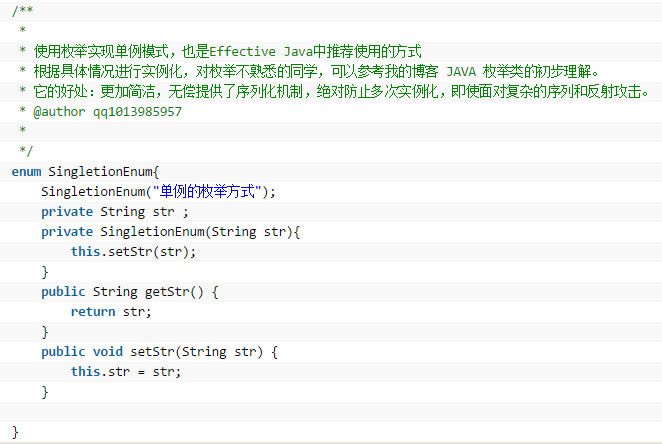 /**
 *
 * 使用枚举实现单例模式，也是Effective Java中推荐使用的方式
 * 根据具体情况进行实例化，对枚举不熟悉的同学，可以参考我的博客 JAVA 枚举类的初步理解。
 * 它的好处：更加简洁，无偿提供了序列化机制，绝对防止多次实例化，即使面对复杂的序列和反射攻击。
 * @author qq1013985957
 *
 */
enum SingletionEnum{
    SingletionEnum("单例的枚举方式");
    private String str ;
    private SingletionEnum(String str){
        this.setStr(str);
    }
    public String getStr() {
        return str;
    }
    public void setStr(String str) {
        this.str = str;
    }

}